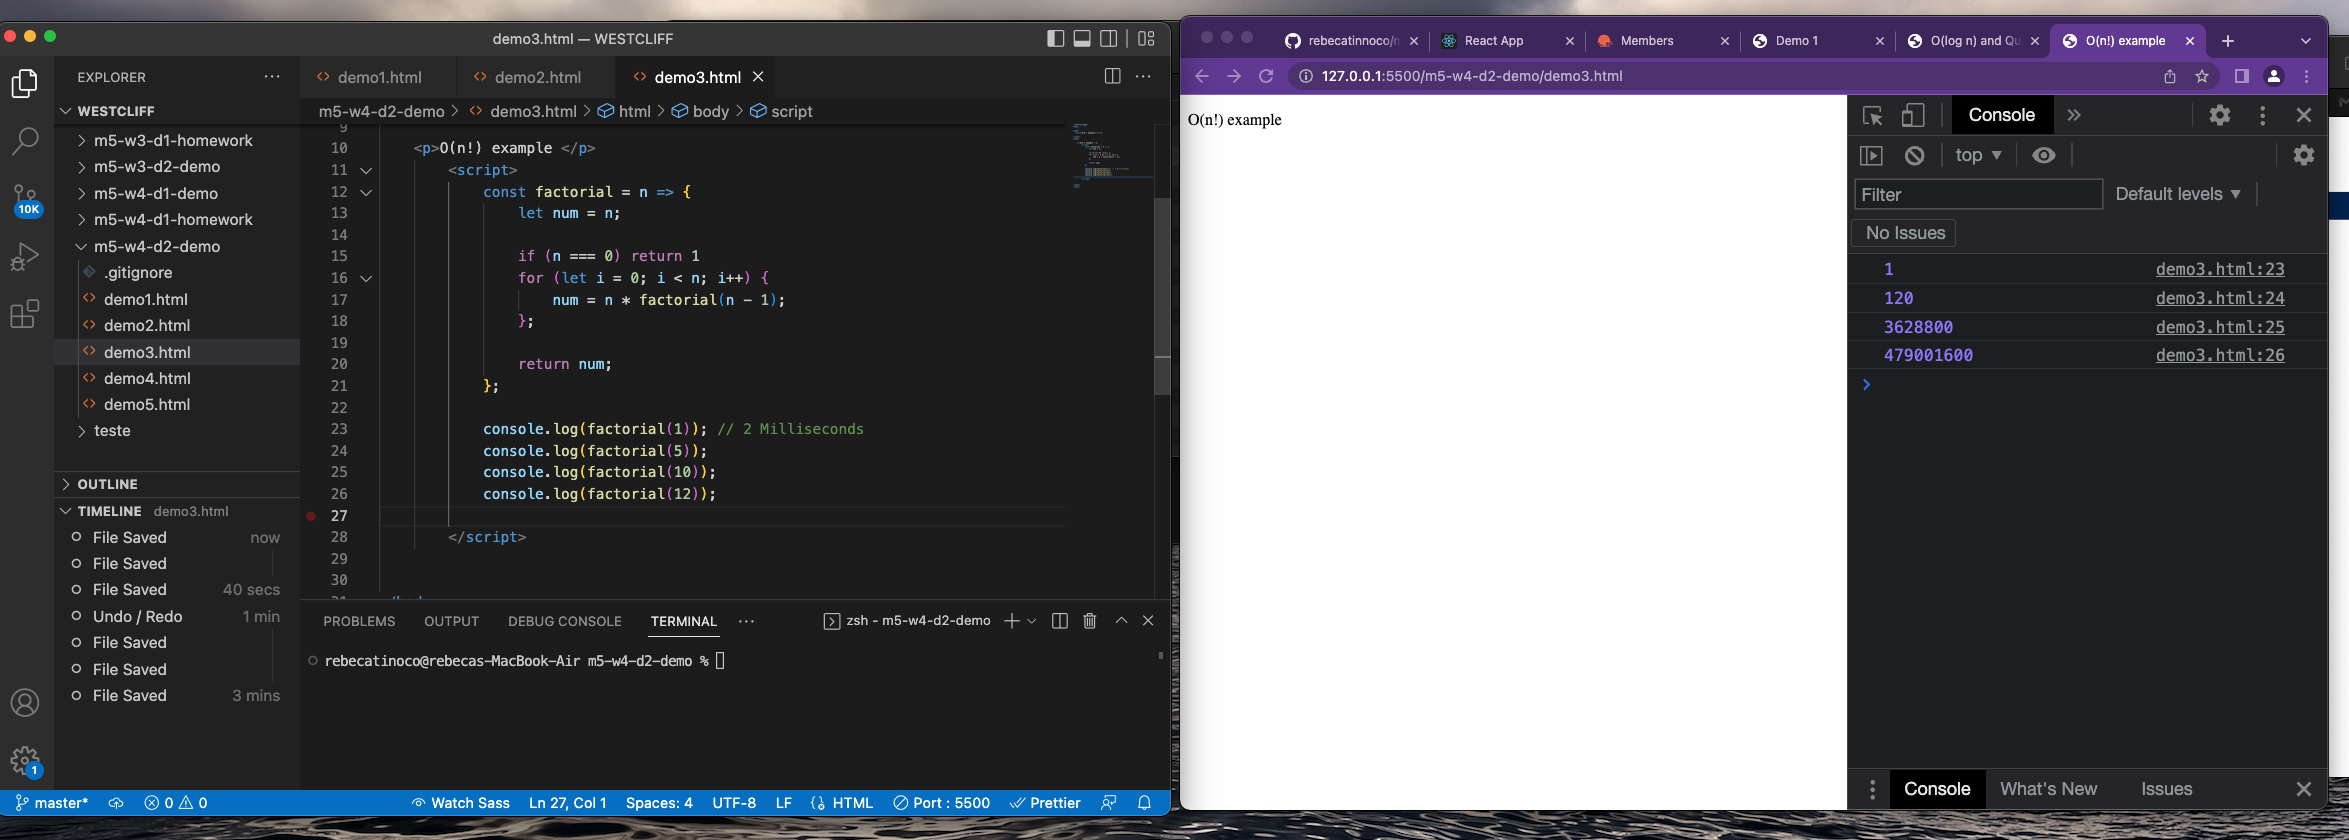 demo3.html — WESTCLIFF
EXPLORER
WESTCLIFF
m5-w3-d1-homework
m5-w3-d2-demo
m5-w4-d1-demo
m5-w4-d1-homework
m5-w4-d2-demo
.gitignore
demo1.html
demo2.html
demo3.html
demo4.html
demo5.html
teste
OUTLINE
TIMELINE demo3.html
File Saved now
File Saved
File Saved 40 secs
Undo / Redo 1 min
File Saved
File Saved
File Saved 3 mins
10K
1
demo1.html demo2.html demo3.html
m5-w4-d2-demo > demo3.html > html > body > script
9
10 <p>O(n!) example </p>
11 <script>
12 const factorial = n => {
13 let num = n;
14
15 if (n === 0) return 1
16 for (let i = 0; i < n; i++) {
17 num = n * factorial(n - 1);
18 };
19
20 return num;
21 };
22
23 console.log(factorial(1)); // 2 Milliseconds
24 console.log(factorial(5));
25 console.log(factorial(10));
26 console.log(factorial(12));
27
28 </script>
29
30
PROBLEMS OUTPUT DEBUG CONSOLE TERMINAL zsh - m5-w4-d2-demo
rebecatinoco@rebecas-MacBook-Air m5-w4-d2-demo %
master* 0 0 Watch Sass Ln 27, Col 1 Spaces: 4 UTF-8 LF HTML Port : 5500 Prettier
rebecatinnoco/ React App Members Demo 1 O(log n) and Qu O(n!) example
127.0.0.1:5500/m5-w4-d2-demo/demo3.html
O(n!) example
Console
top
Filter Default levels
No Issues
1 demo3.html:23
120 demo3.html:24
3628800 demo3.html:25
479001600 demo3.html:26
Console What's New Issues